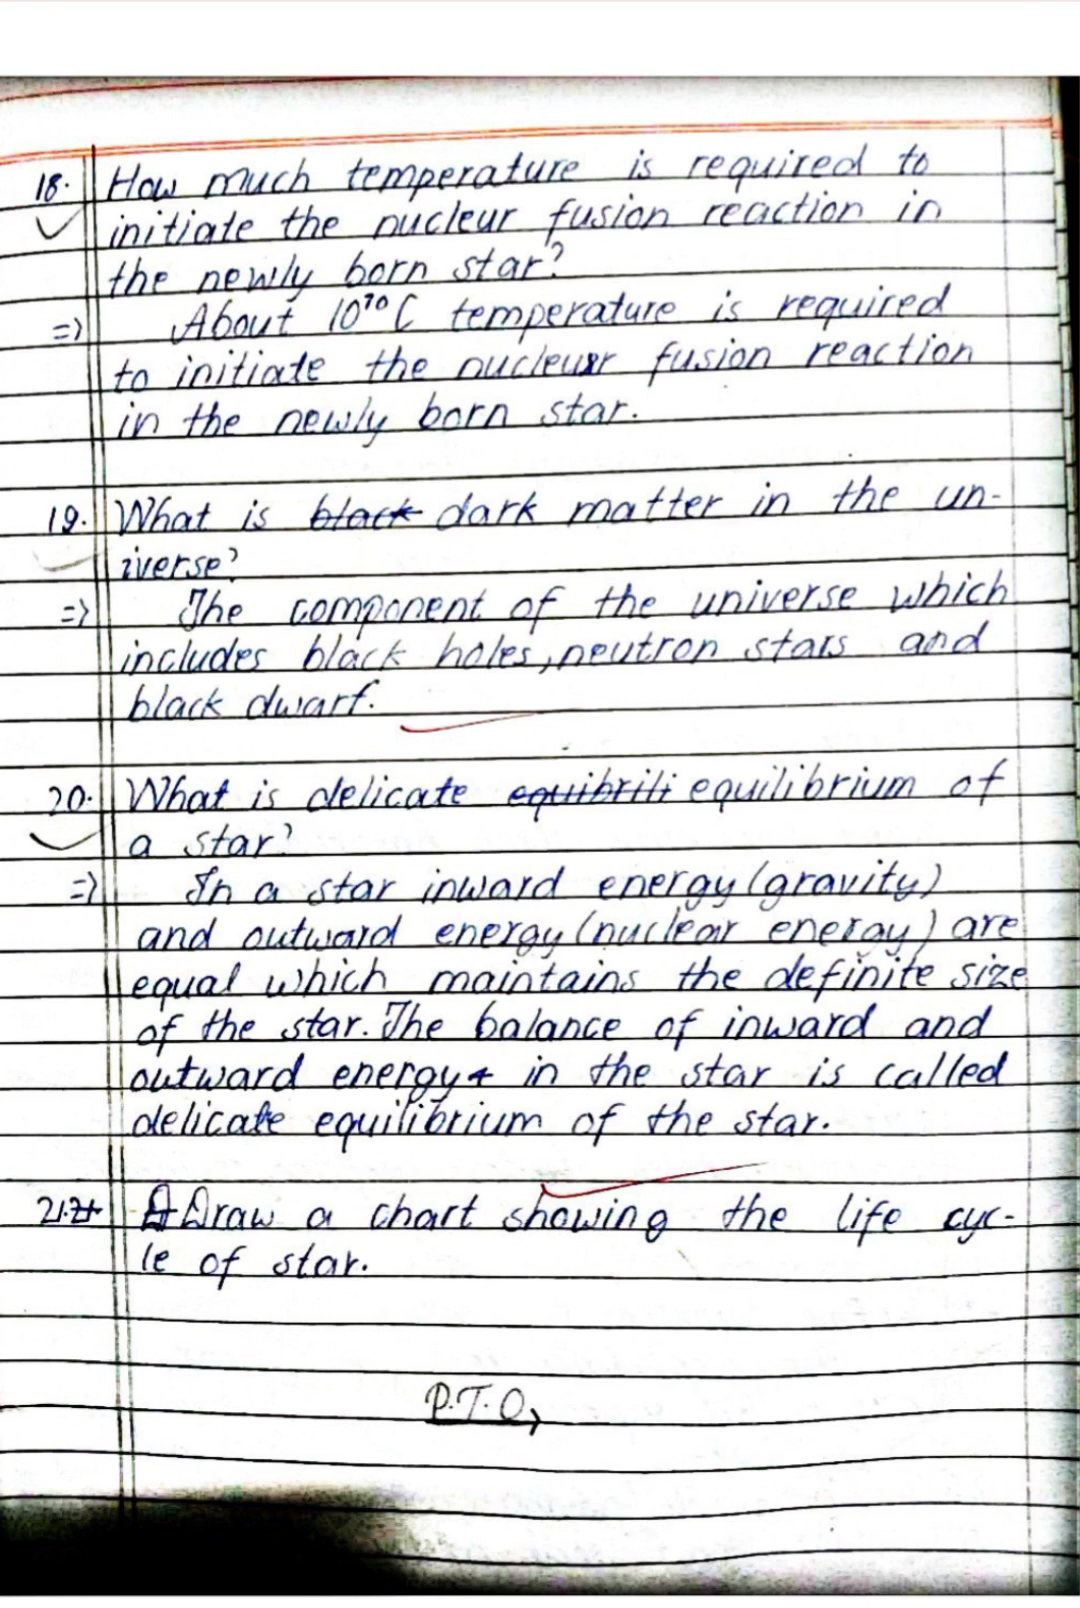 18. How much temperature is required to
initiate the nucleur fusion reaction in
the newly born star?
=> About 10⁷⁰ C temperature is required
to initiate the nucleuer fusion reaction
in the newly born star.
19. What is black dark matter in the un-
iverse?
=> The component of the universe which
includes black holes, neutron stars and
black dwarf.
20. What is delicate equibrili equilibrium of
a star?
=> In a star inward energy (gravity)
and outward energy (nuclear energy) are
equal which maintains the definite size
of the star. The balance of inward and
outward energy in the star is called
delicate equilibrium of the star.
21. Draw a chart showing the life cyc-
le of star.
P.T.O,